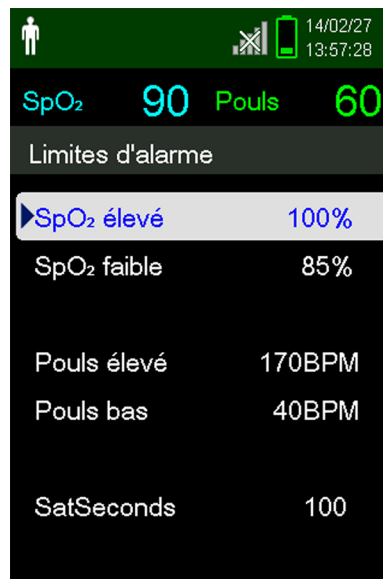 14/02/27
13:57:28
SpO₂ 90 Pouls 60
Limites d'alarme
SpO₂ élevé 100%
SpO₂ faible 85%
Pouls élevé 170BPM
Pouls bas 40BPM
SatSeconds 100